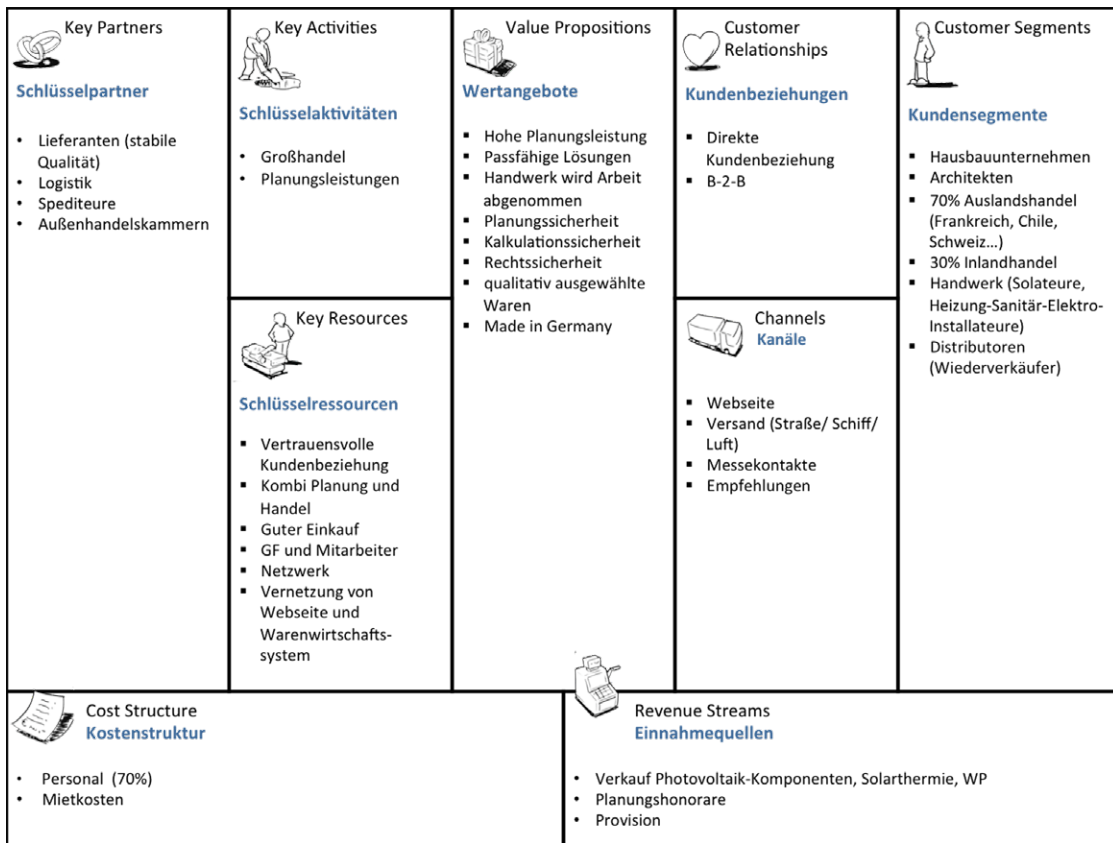 Key Partners
Schlüsselpartner
• Lieferanten (stabile
Qualität)
• Logistik
• Spediteure
• Außenhandelskammern
Key Activities
Schlüsselaktivitäten
• Großhandel
• Planungsleistungen
Key Resources
Schlüsselressourcen
▪ Vertrauensvolle
Kundenbeziehung
▪ Kombi Planung und
Handel
▪ Guter Einkauf
▪ GF und Mitarbeiter
▪ Netzwerk
▪ Vernetzung von
Webseite und
Warenwirtschafts-
system
Value Propositions
Wertangebote
▪ Hohe Planungsleistung
▪ Passfähige Lösungen
▪ Handwerk wird Arbeit
abgenommen
▪ Planungssicherheit
▪ Kalkulationssicherheit
▪ Rechtssicherheit
▪ qualitativ ausgewählte
Waren
▪ Made in Germany
Customer
Relationships
Kundenbeziehungen
▪ Direkte
Kundenbeziehung
▪ B-2-B
Channels
Kanäle
▪ Webseite
▪ Versand (Straße/ Schiff/
Luft)
▪ Messekontakte
▪ Empfehlungen
Customer Segments
Kundensegmente
▪ Hausbauunternehmen
▪ Architekten
▪ 70% Auslandshandel
(Frankreich, Chile,
Schweiz...)
▪ 30% Inlandhandel
▪ Handwerk (Solateure,
Heizung-Sanitär-Elektro-
Installateure)
▪ Distributoren
(Wiederverkäufer)
Cost Structure
Kostenstruktur
• Personal (70%)
• Mietkosten
Revenue Streams
Einnahmequellen
• Verkauf Photovoltaik-Komponenten, Solarthermie, WP
• Planungshonorare
• Provision